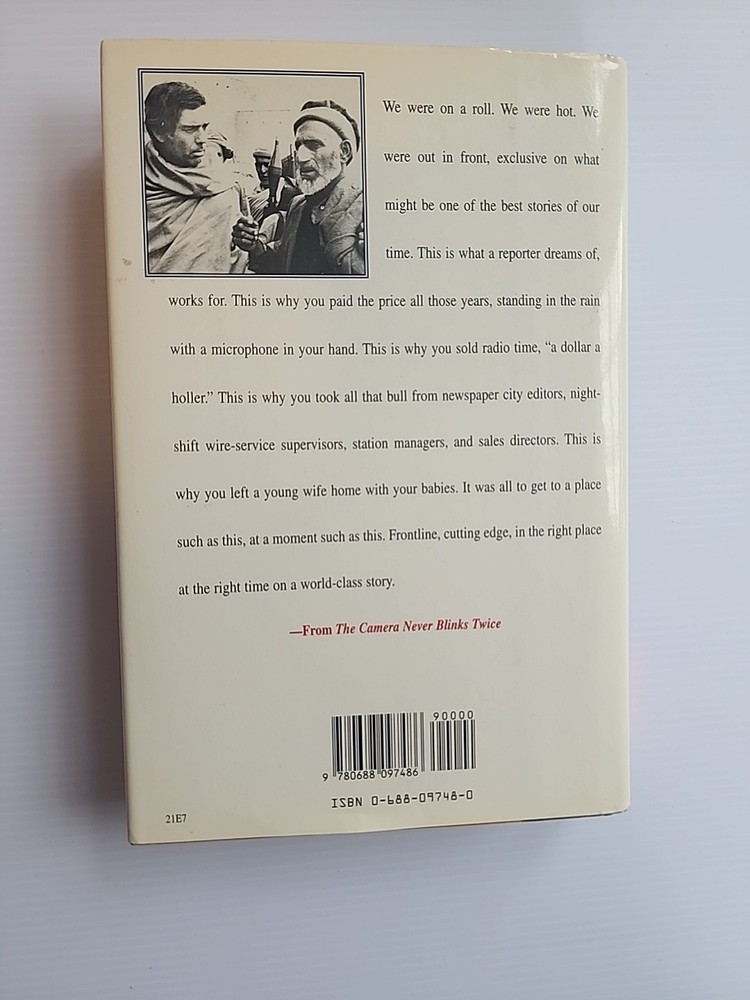 We were on a roll. We were hot. We
were out in front, exclusive on what
might be one of the best stories of our
time. This is what a reporter dreams of,
works for. This is why you paid the price all those years, standing in the rain
with a microphone in your hand. This is why you sold radio time, “a dollar a
holler.” This is why you took all that bull from newspaper city editors, night-
shift wire-service supervisors, station managers, and sales directors. This is
why you left a young wife home with your babies. It was all to get to a place
such as this, at a moment such as this. Frontline, cutting edge, in the right place
at the right time on a world-class story.
—From The Camera Never Blinks Twice
90000
9 780688 097486
ISBN 0-688-09748-0
21E7